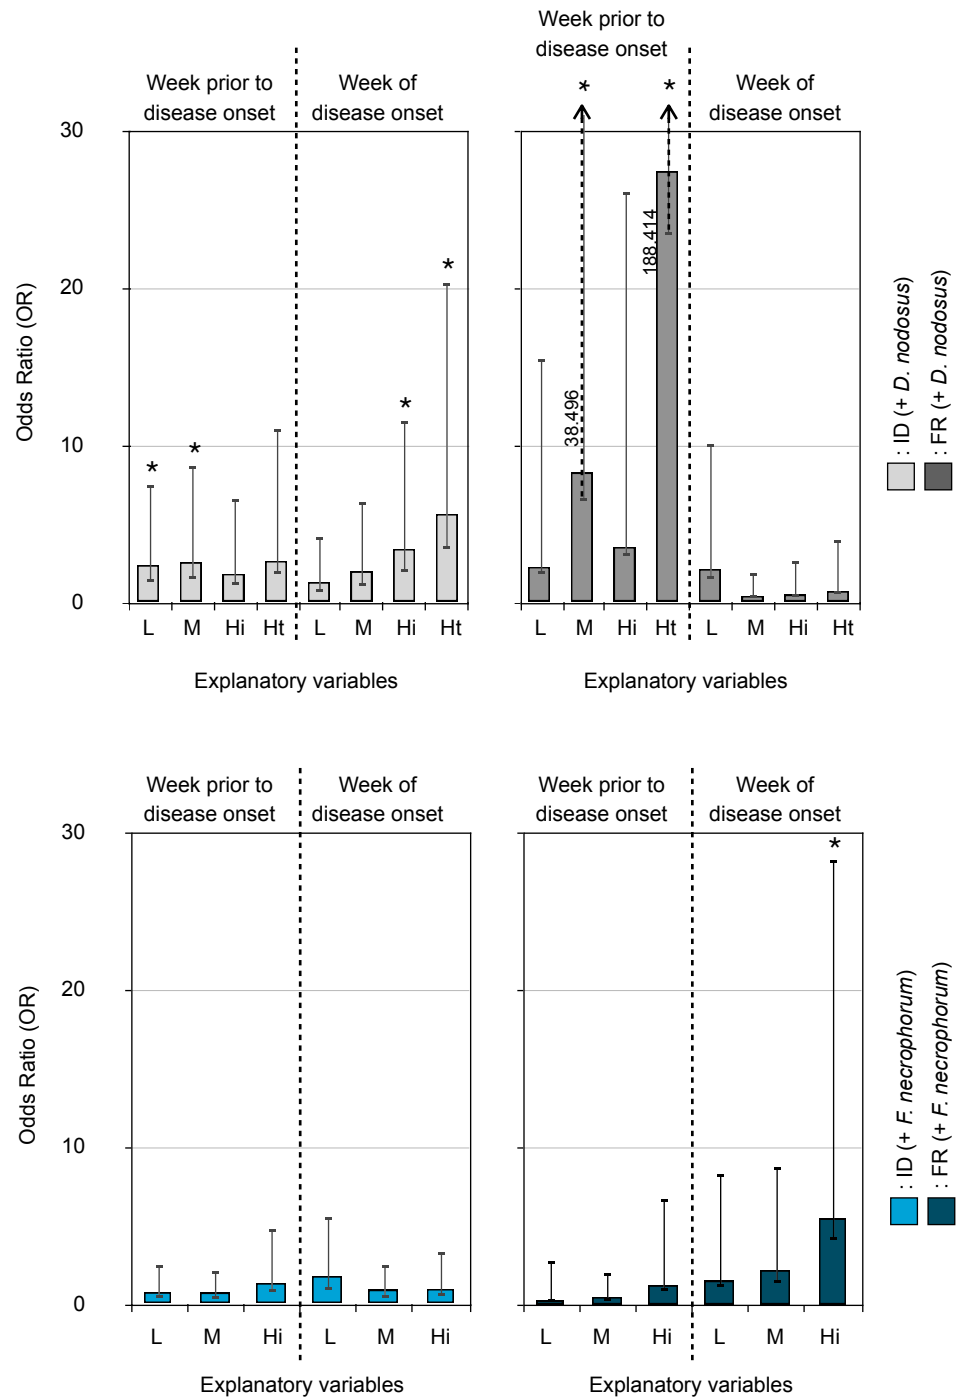 Week prior to
disease onset
Week of
disease onset
Week prior to
disease onset
Week of
disease onset
Odds Ratio (OR)
30
20
10
0
*
*
*
*
*
*
38.496
188.414
L M Hi Ht L M Hi Ht
L M Hi Ht L M Hi Ht
Explanatory variables
Explanatory variables
: ID (+ D. nodosus)
: FR (+ D. nodosus)
Week prior to
disease onset
Week of
disease onset
Week prior to
disease onset
Week of
disease onset
Odds Ratio (OR)
30
20
10
0
*
L M Hi L M Hi
L M Hi L M Hi
Explanatory variables
Explanatory variables
: ID (+ F. necrophorum)
: FR (+ F. necrophorum)